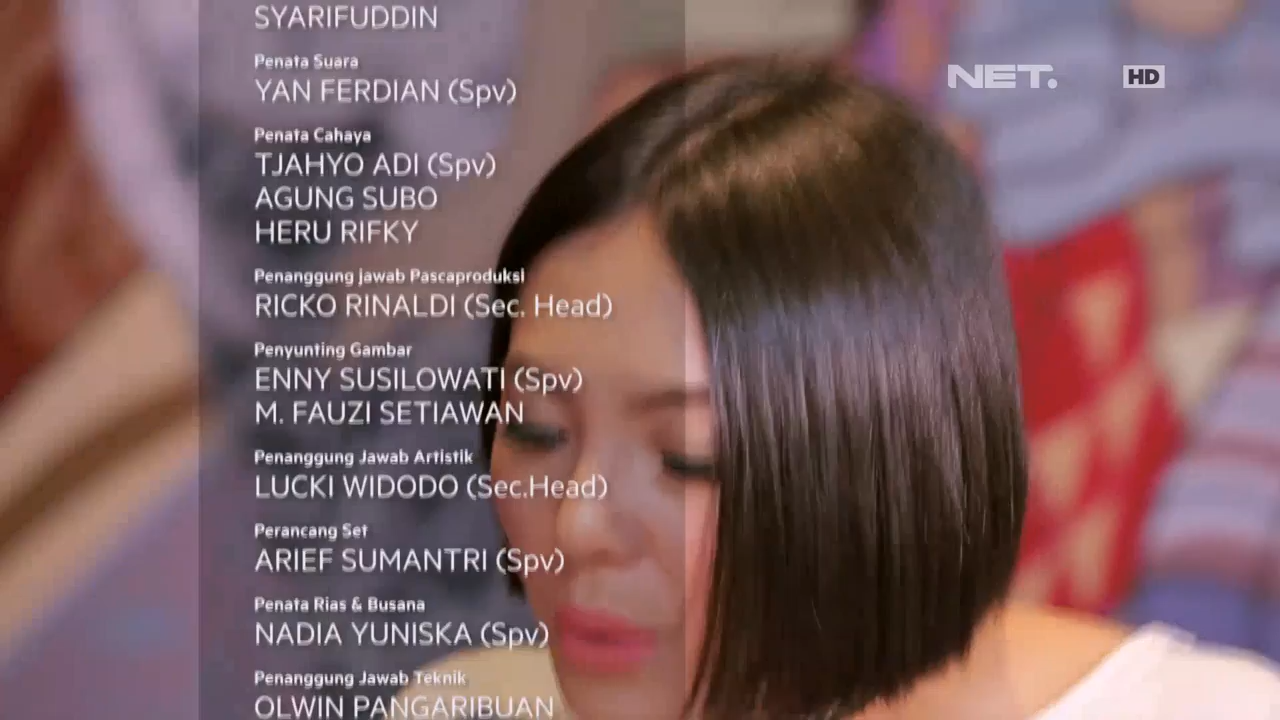 SYARIFUDDIN
NET.
HD
Penata Suara
YAN FERDIAN (Spv)
Penata Cahaya
TJAHYO ADI (Spv)
AGUNG SUBO
HERU RIFKY
Penanggung jawab Pascaproduksi
RICKO RINALDI (Sec. Head)
Penyunting Gambar
ENNY SUSILOWATI (Spv)
M. FAUZI SETIAWAN
Penanggung Jawab Artistik
LUCKI WIDODO (Sec.Head)
Perancang Set
ARIEF SUMANTRI (Spv)
Penata Rias & Busana
NADIA YUNISKA (Spv)
Penanggung Jawab Teknik
OLWIN PANGARIBUAN